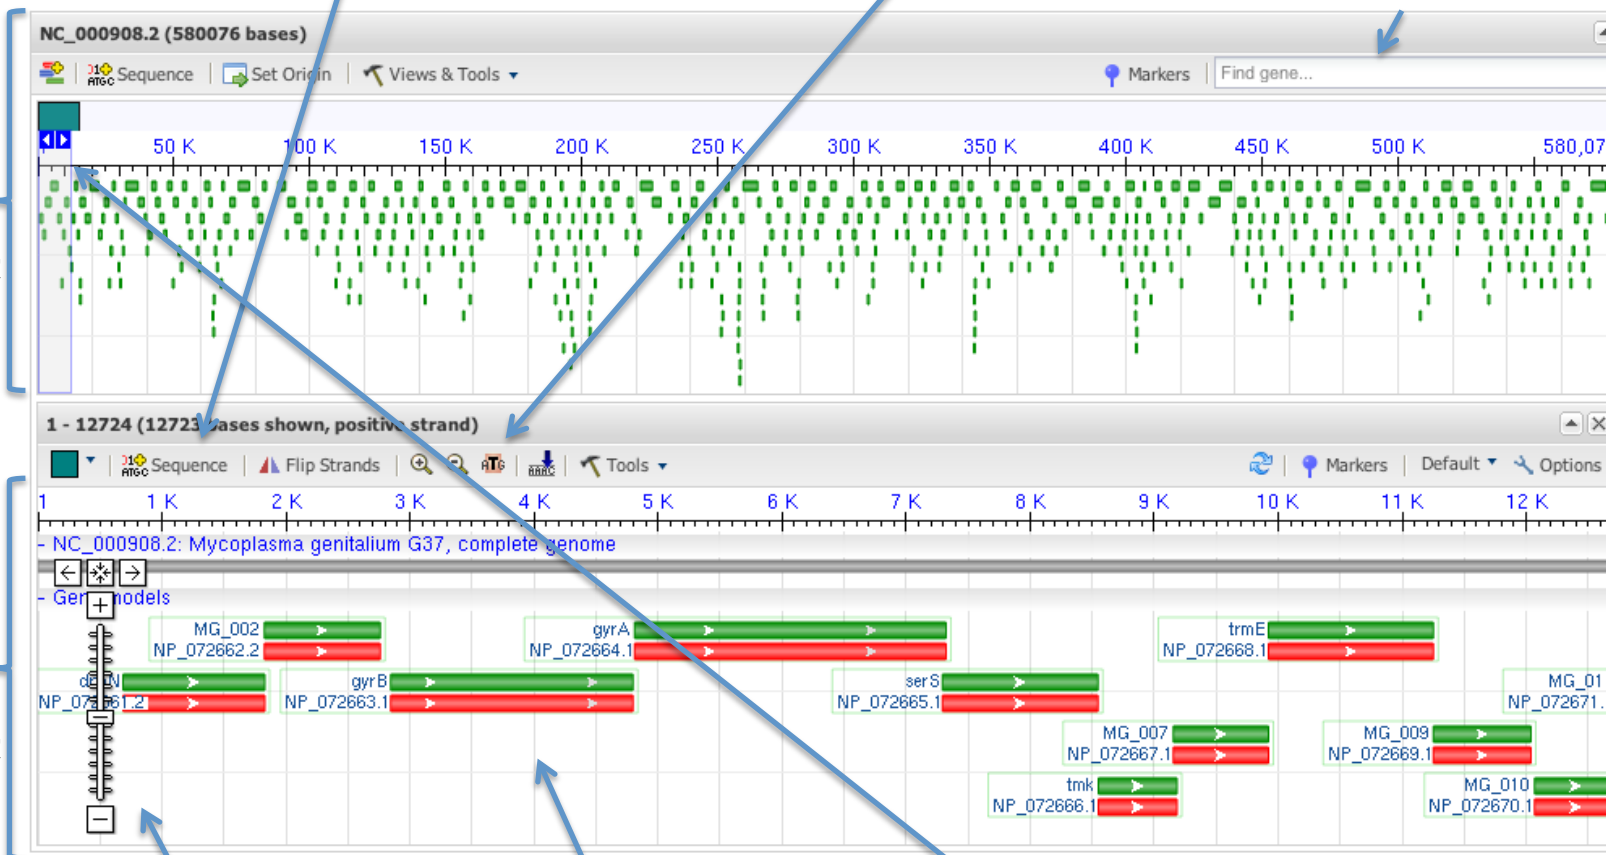 NC_000908.2 (580076 bases)
Sequence Set Origin Views & Tools Markers Find gene...
50 K 100 K 150 K 200 K 250 K 300 K 350 K 400 K 450 K 500 K 580,07
1 - 12724 (12723 bases shown, positive strand)
Sequence Flip Strands ATG Tools Markers Default Options
1 1 K 2 K 3 K 4 K 5 K 6 K 7 K 8 K 9 K 10 K 11 K 12 K
- NC_000908.2: Mycoplasma genitalium G37, complete genome
- Gene models
MG_002 gyrA trmE
NP_072662.2 NP_072664.1 NP_072668.1
gyrB serS MG_01
NP_072663.1 NP_072665.1 NP_072671.
MG_007 MG_009
NP_072667.1 NP_072669.1
tmk MG_010
NP_072666.1 NP_072670.1